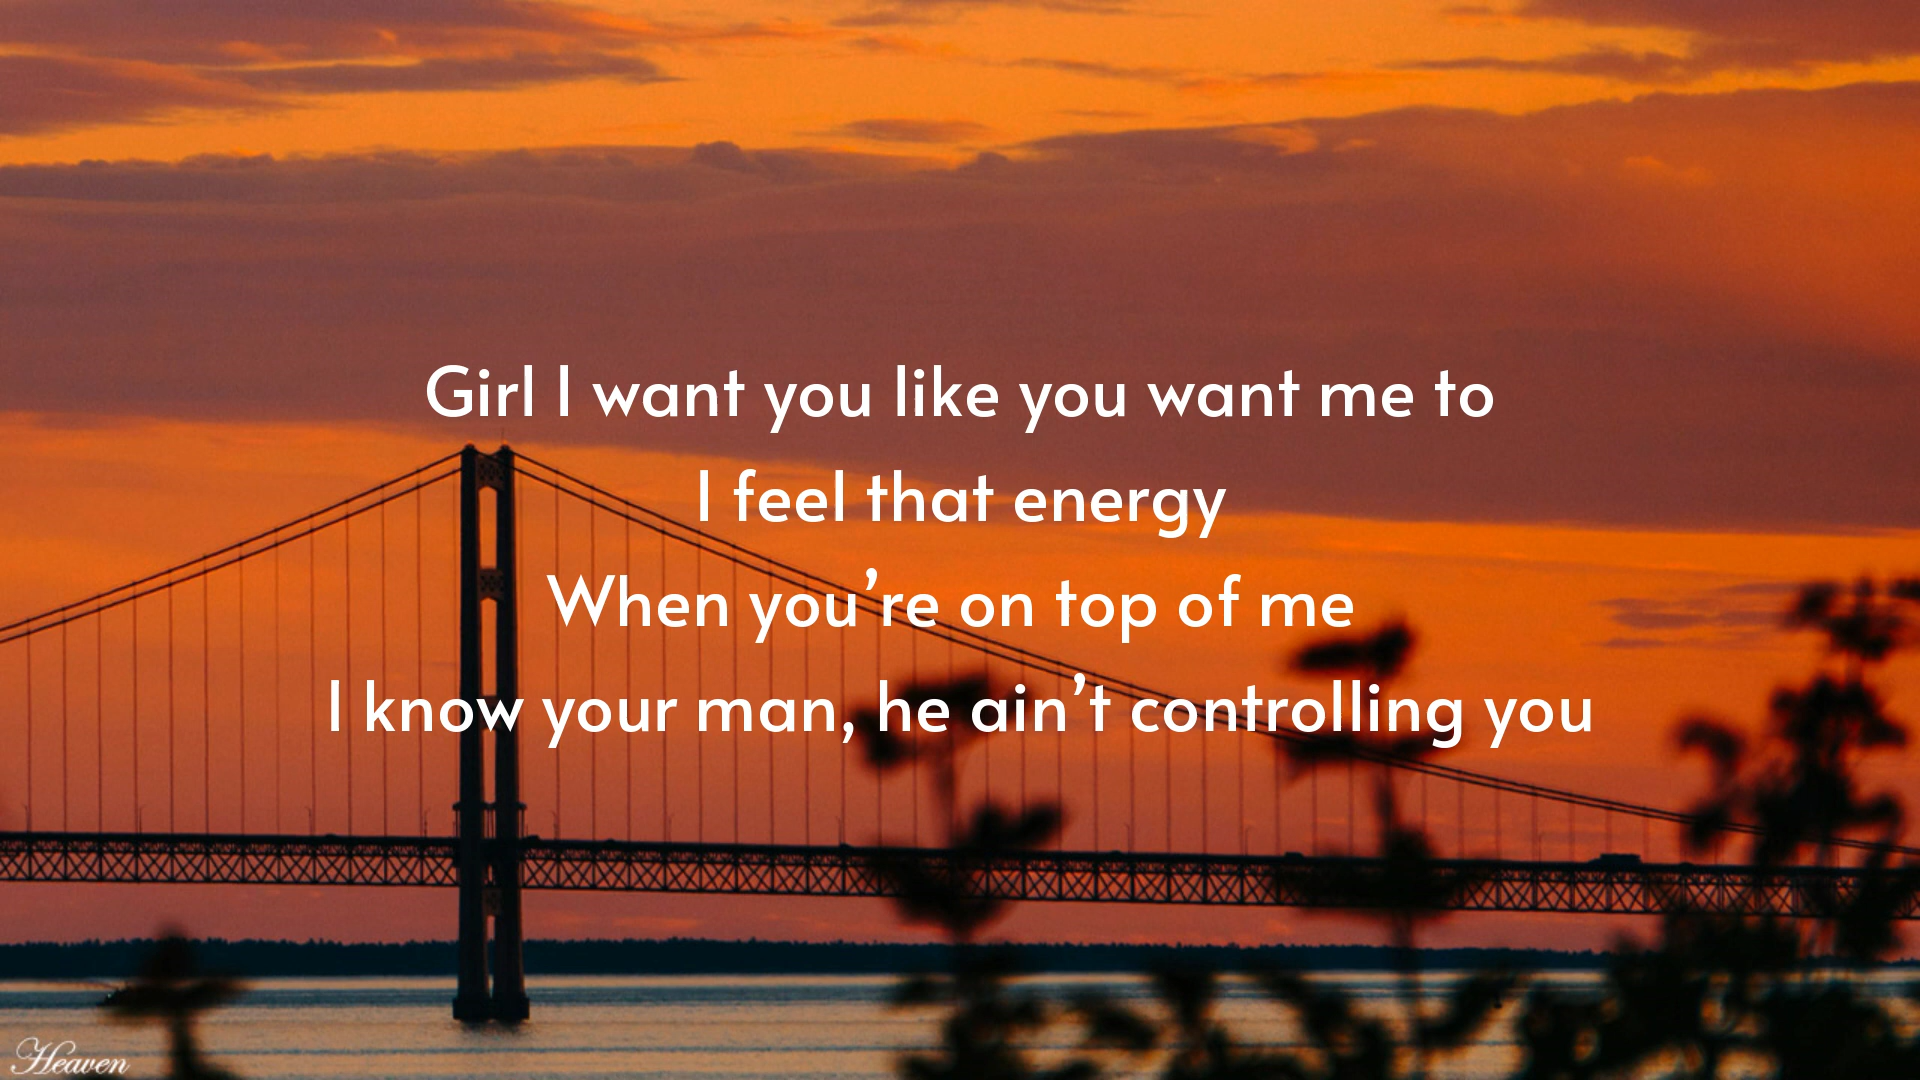 Girl I want you like you want me to
I feel that energy
When you’re on top of me
I know your man, he ain’t controlling you
Heaven